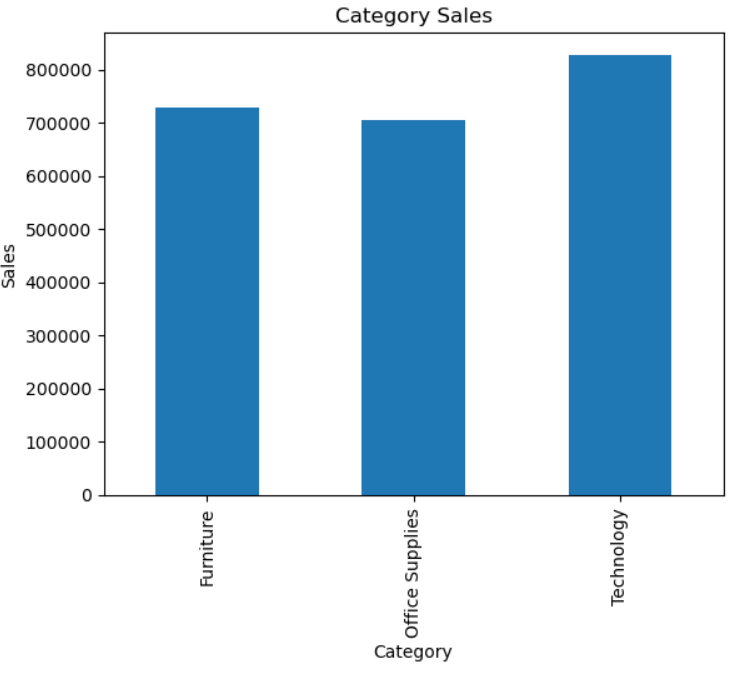 Category Sales
800000
700000
600000
500000
400000
300000
200000
100000
0
Sales
Furniture
Office Supplies
Technology
Category